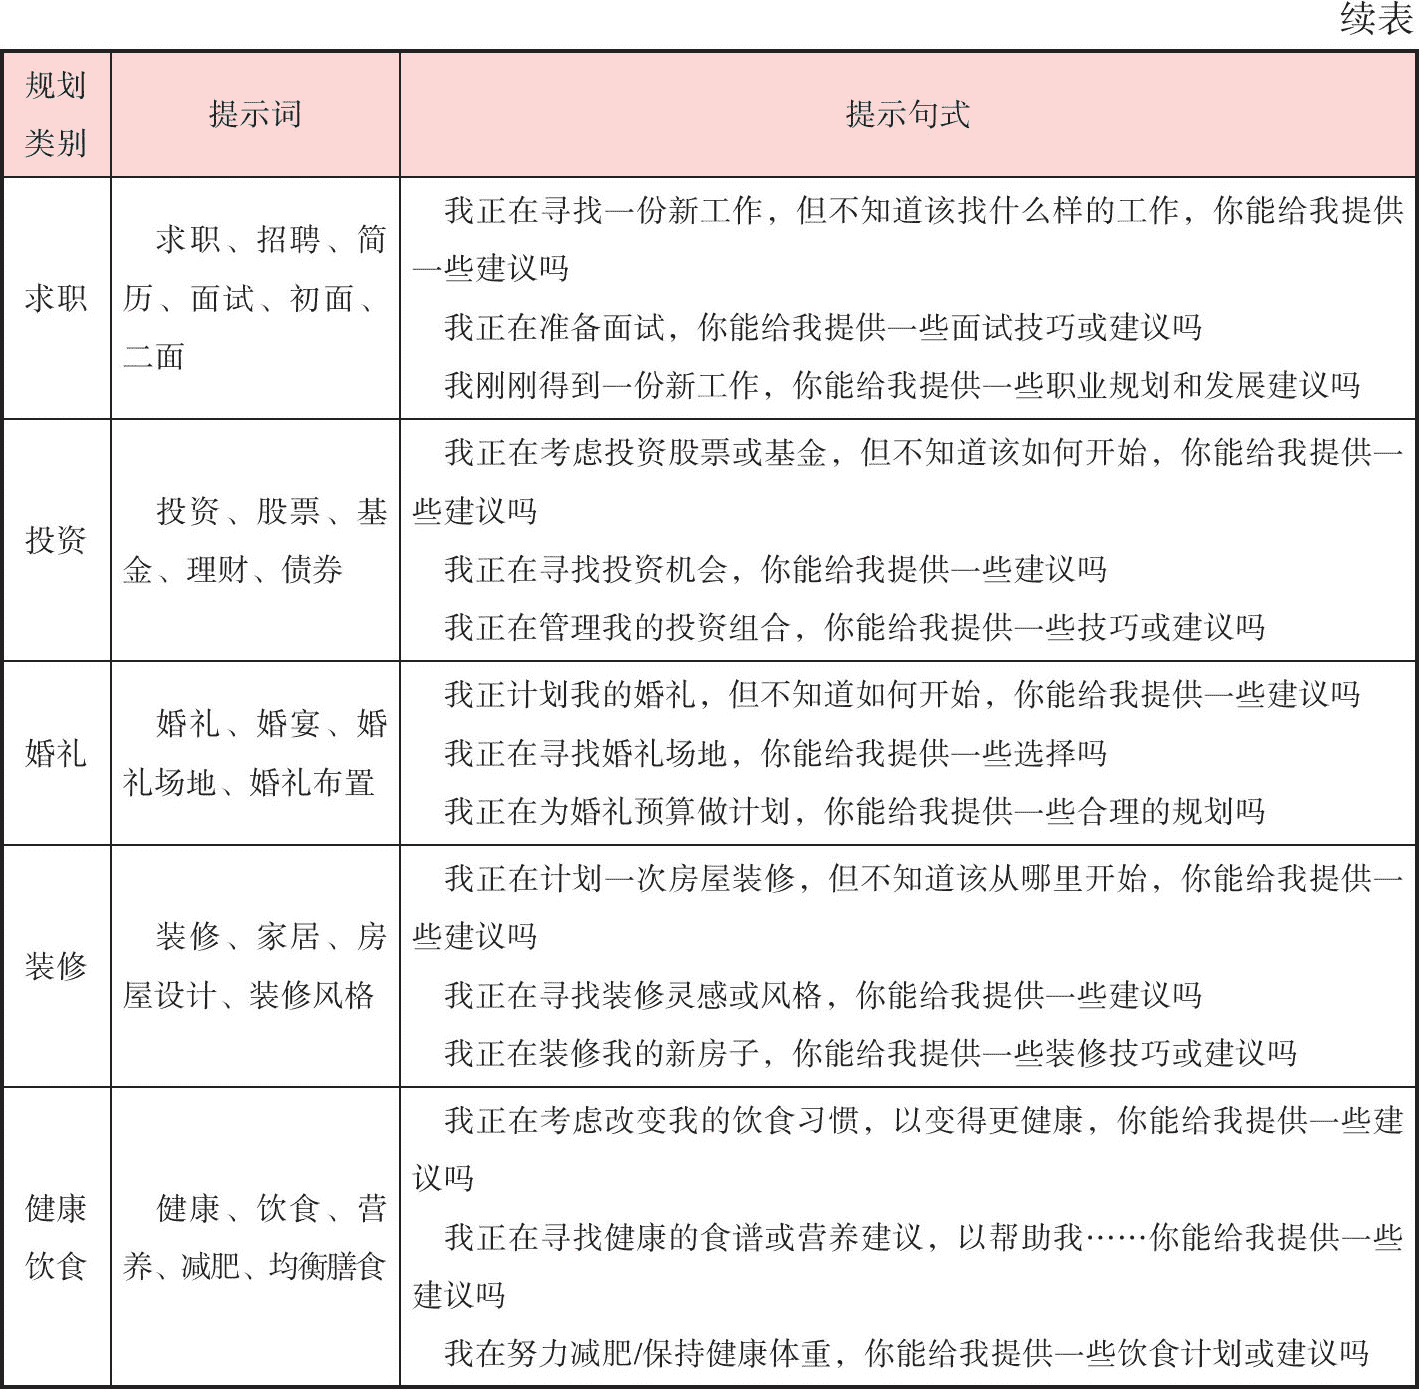 续表
规划
类别
提示词
提示句式
求职
求职、招聘、简
历、面试、初面、
二面
我正在寻找一份新工作，但不知道该找什么样的工作，你能给我提供
一些建议吗
我正在准备面试，你能给我提供一些面试技巧或建议吗
我刚刚得到一份新工作，你能给我提供一些职业规划和发展建议吗
投资
投资、股票、基
金、理财、债券
我正在考虑投资股票或基金，但不知道该如何开始，你能给我提供一
些建议吗
我正在寻找投资机会，你能给我提供一些建议吗
我正在管理我的投资组合，你能给我提供一些技巧或建议吗
婚礼
婚礼、婚宴、婚
礼场地、婚礼布置
我正计划我的婚礼，但不知道如何开始，你能给我提供一些建议吗
我正在寻找婚礼场地，你能给我提供一些选择吗
我正在为婚礼预算做计划，你能给我提供一些合理的规划吗
装修
装修、家居、房
屋设计、装修风格
我正在计划一次房屋装修，但不知道该从哪里开始，你能给我提供一
些建议吗
我正在寻找装修灵感或风格，你能给我提供一些建议吗
我正在装修我的新房子，你能给我提供一些装修技巧或建议吗
健康
饮食
健康、饮食、营
养、减肥、均衡膳食
我正在考虑改变我的饮食习惯，以变得更健康，你能给我提供一些建
议吗
我正在寻找健康的食谱或营养建议，以帮助我……你能给我提供一些
建议吗
我在努力减肥/保持健康体重，你能给我提供一些饮食计划或建议吗